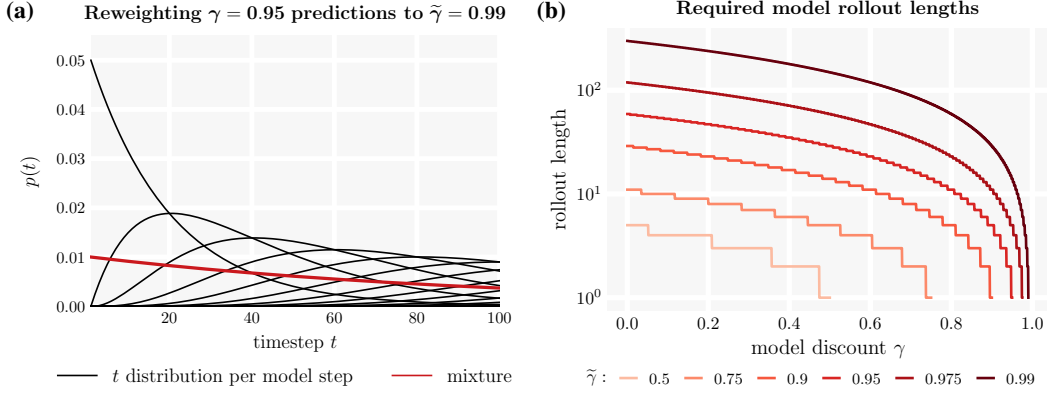 (a) Reweighting γ = 0.95 predictions to γ̃ = 0.99
0.05
0.04
0.03
0.02
0.01
0.00
p(t)
20 40 60 80 100
timestep t
t distribution per model step mixture
(b) Required model rollout lengths
10²
10¹
10⁰
rollout length
0.0 0.2 0.4 0.6 0.8 1.0
model discount γ
γ̃ : 0.5 0.75 0.9 0.95 0.975 0.99